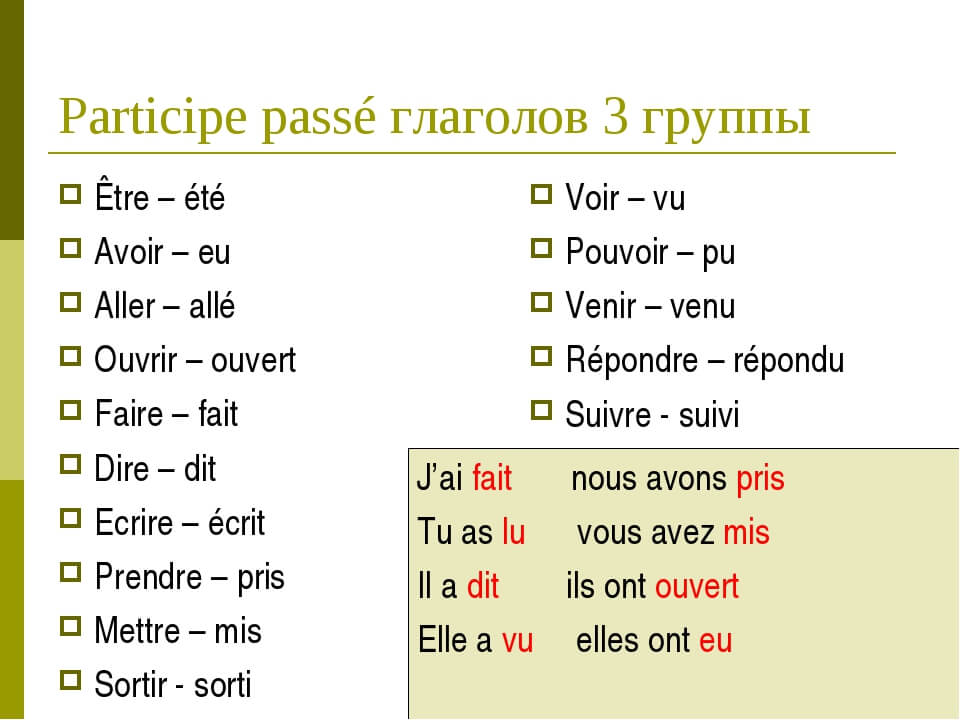 Participe passé глаголов 3 группы
Être – été
Avoir – eu
Aller – allé
Ouvrir – ouvert
Faire – fait
Dire – dit
Ecrire – écrit
Prendre – pris
Mettre – mis
Sortir - sorti
Voir – vu
Pouvoir – pu
Venir – venu
Répondre – répondu
Suivre - suivi
J’ai fait nous avons pris
Tu as lu vous avez mis
Il a dit ils ont ouvert
Elle a vu elles ont eu